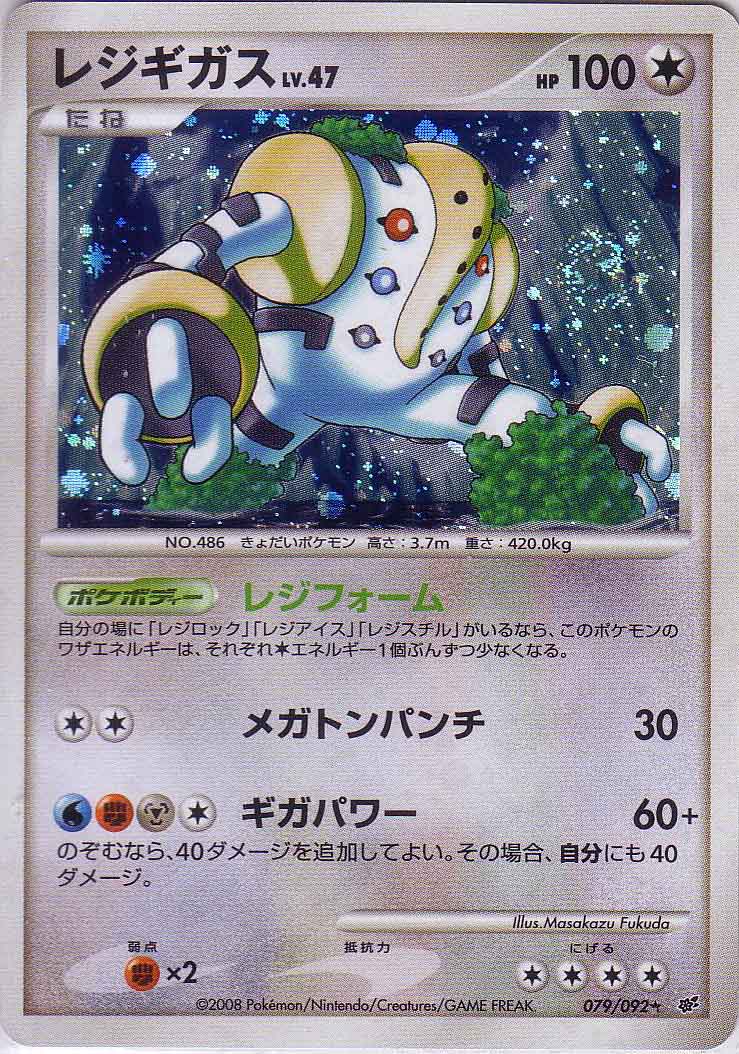 レジギガス LV.47 HP 100
たね
NO.486 きょだいポケモン 高さ：3.7m 重さ：420.0kg
ポケボディー レジフォーム
自分の場に「レジロック」「レジアイス」「レジスチル」がいるなら、このポケモンの
ワザエネルギーは、それぞれ✶エネルギー1個ぶんずつ少なくなる。
メガトンパンチ 30
ギガパワー 60+
のぞむなら、40ダメージを追加してよい。その場合、自分にも40
ダメージ。
Illus.Masakazu Fukuda
弱点 抵抗力 にげる
×2
©2008 Pokémon/Nintendo/Creatures/GAME FREAK.
079/092★